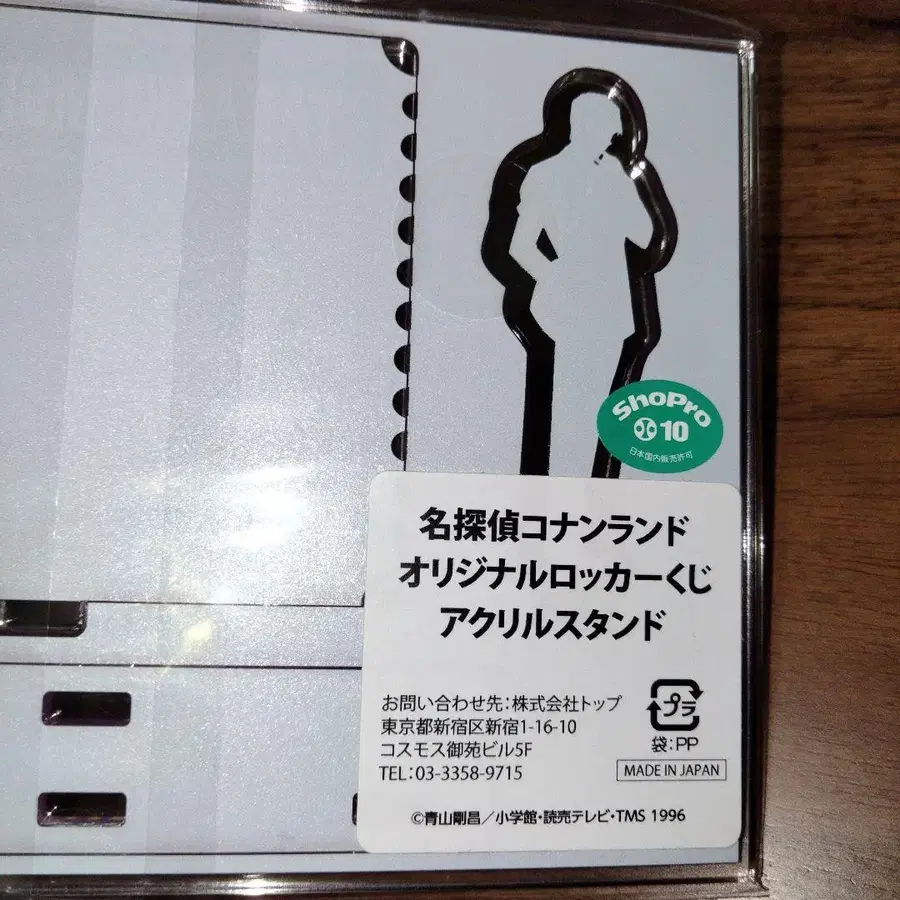 ShoPro
10
日本国内販売許可
名探偵コナンランド
オリジナルロッカーくじ
アクリルスタンド
お問い合わせ先:株式会社トップ
東京都新宿区新宿1-16-10
コスモス御苑ビル5F
TEL:03-3358-9715
プラ
袋:PP
MADE IN JAPAN
©青山剛昌/小学館・読売テレビ・TMS 1996